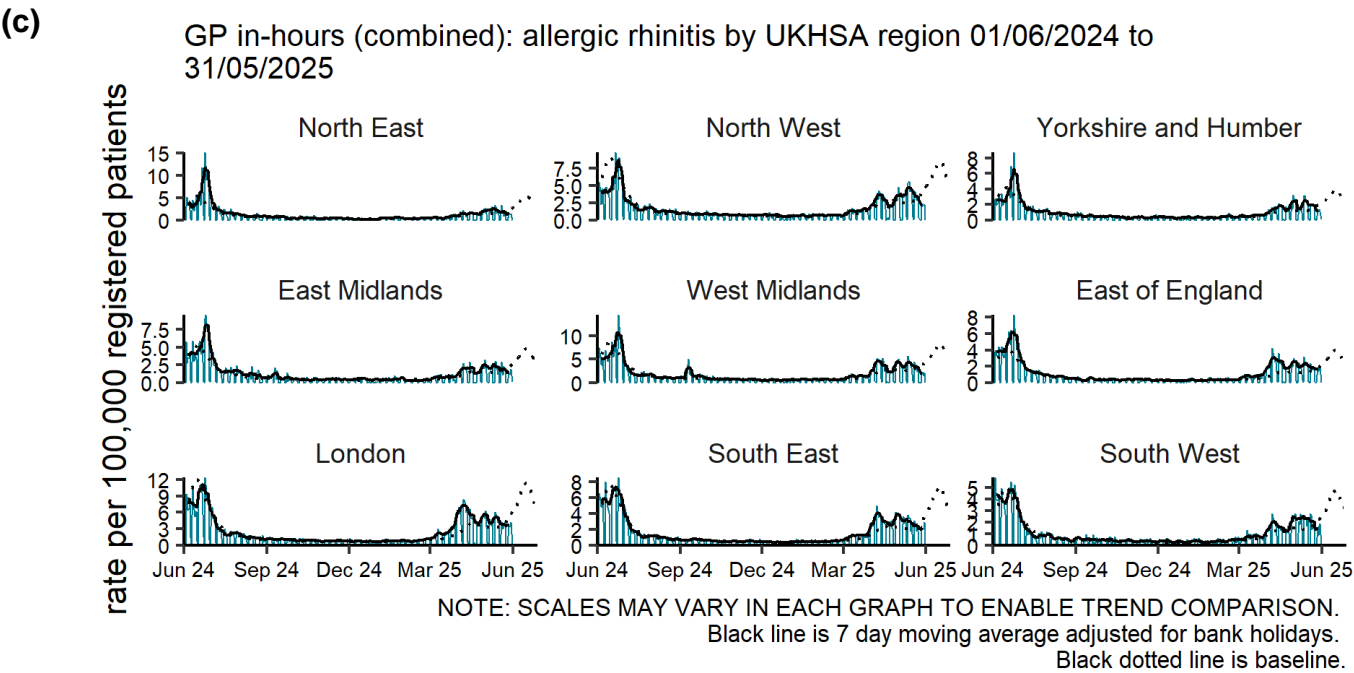 (c)
GP in-hours (combined): allergic rhinitis by UKHSA region 01/06/2024 to
31/05/2025
rate per 100,000 registered patients
North East
15
10
5
0
North West
7.5
5.0
2.5
0.0
Yorkshire and Humber
8
6
4
2
0
East Midlands
7.5
5.0
2.5
0.0
West Midlands
10
5
0
East of England
8
6
4
2
0
London
12
9
6
3
0
South East
8
6
4
2
0
South West
5
4
3
2
1
0
Jun 24 Sep 24 Dec 24 Mar 25 Jun 25
Jun 24 Sep 24 Dec 24 Mar 25 Jun 25
Jun 24 Sep 24 Dec 24 Mar 25 Jun 25
NOTE: SCALES MAY VARY IN EACH GRAPH TO ENABLE TREND COMPARISON.
Black line is 7 day moving average adjusted for bank holidays.
Black dotted line is baseline.